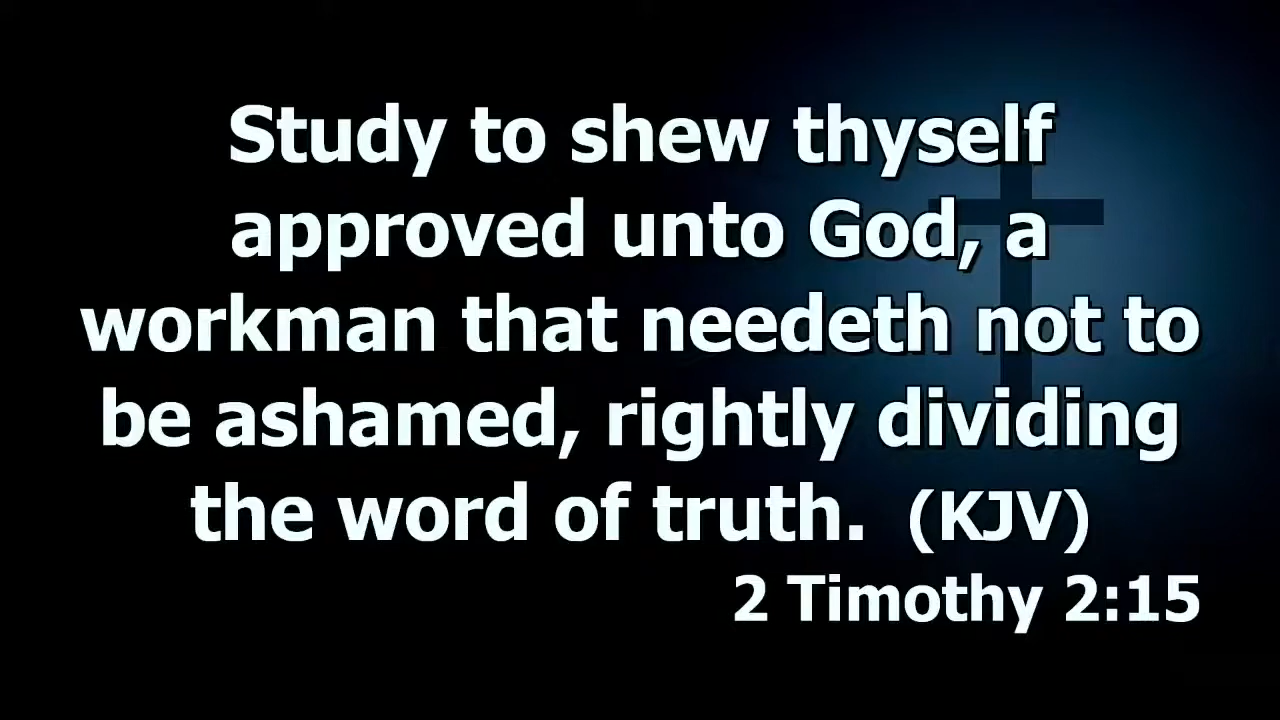 Study to shew thyself
approved unto God, a
workman that needeth not to
be ashamed, rightly dividing
the word of truth. (KJV)
2 Timothy 2:15